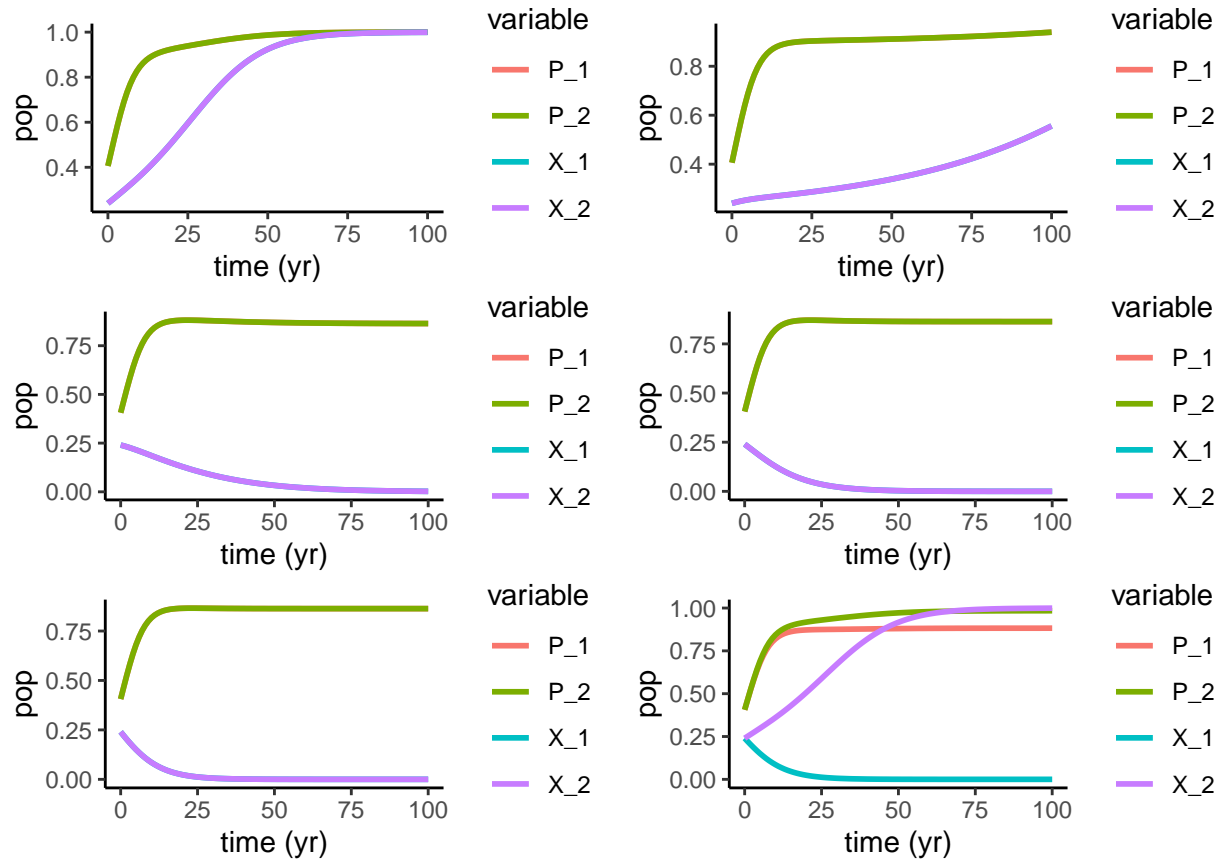 variable
pop
1.0
0.8
0.6
0.4
0 25 50 75 100
time (yr)
P_1
P_2
X_1
X_2
variable
pop
0.8
0.6
0.4
0 25 50 75 100
time (yr)
P_1
P_2
X_1
X_2
variable
pop
0.75
0.50
0.25
0.00
0 25 50 75 100
time (yr)
P_1
P_2
X_1
X_2
variable
pop
0.75
0.50
0.25
0.00
0 25 50 75 100
time (yr)
P_1
P_2
X_1
X_2
variable
pop
0.75
0.50
0.25
0.00
0 25 50 75 100
time (yr)
P_1
P_2
X_1
X_2
variable
pop
1.00
0.75
0.50
0.25
0.00
0 25 50 75 100
time (yr)
P_1
P_2
X_1
X_2